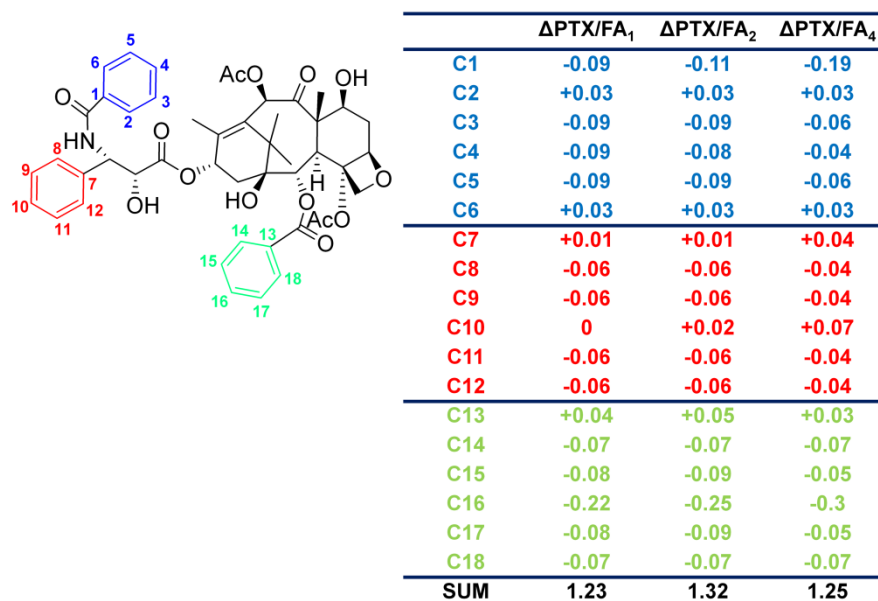 5
6
4
1
3
2
O
N
H
8
9
7
10
11
12
O
OH
O
AcO
O
OH
HO
H
O
O
AcO
O
14
13
15
O
18
16
17
ΔPTX/FA1 ΔPTX/FA2 ΔPTX/FA4
C1 -0.09 -0.11 -0.19
C2 +0.03 +0.03 +0.03
C3 -0.09 -0.09 -0.06
C4 -0.09 -0.08 -0.04
C5 -0.09 -0.09 -0.06
C6 +0.03 +0.03 +0.03
C7 +0.01 +0.01 +0.04
C8 -0.06 -0.06 -0.04
C9 -0.06 -0.06 -0.04
C10 0 +0.02 +0.07
C11 -0.06 -0.06 -0.04
C12 -0.06 -0.06 -0.04
C13 +0.04 +0.05 +0.03
C14 -0.07 -0.07 -0.07
C15 -0.08 -0.09 -0.05
C16 -0.22 -0.25 -0.3
C17 -0.08 -0.09 -0.05
C18 -0.07 -0.07 -0.07
SUM 1.23 1.32 1.25